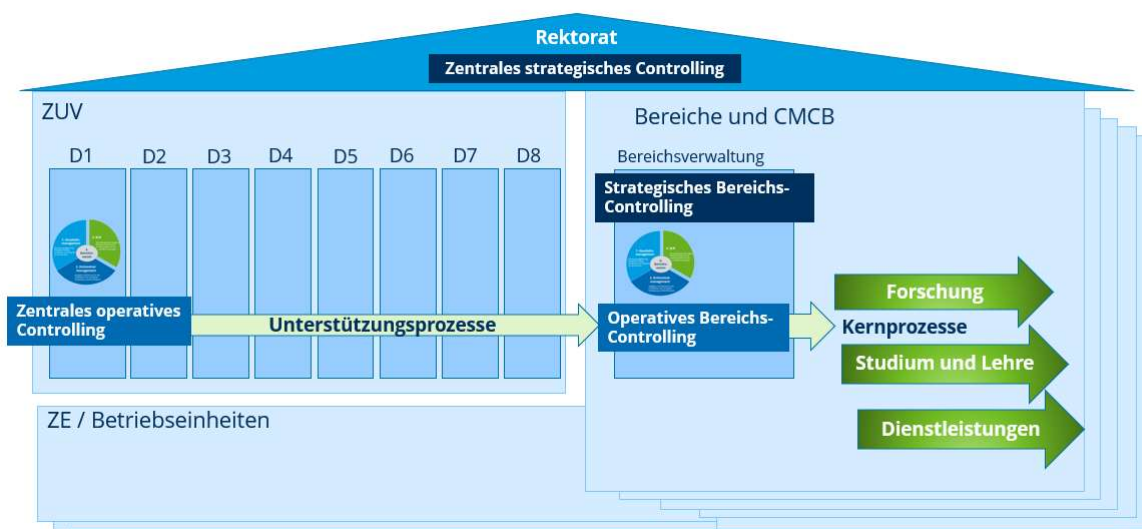 Rektorat
Zentrales strategisches Controlling
ZUV
D1 D2 D3 D4 D5 D6 D7 D8
Zentrales operatives
Controlling
Unterstützungsprozesse
Bereiche und CMCB
Bereichsverwaltung
Strategisches Bereichs-
Controlling
Operatives Bereichs-
Controlling
Forschung
Kernprozesse
Studium und Lehre
Dienstleistungen
ZE / Betriebseinheiten